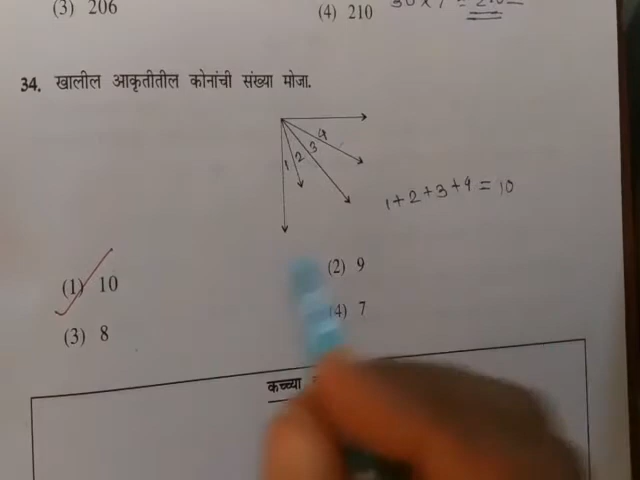 (3) 206
(4) 210
34. खालील आकृतीतील कोनांची संख्या मोजा.
1 2 3 4
1+2+3+4=10
(1) 10
(2) 9
(3) 8
(4) 7
कच्च्या